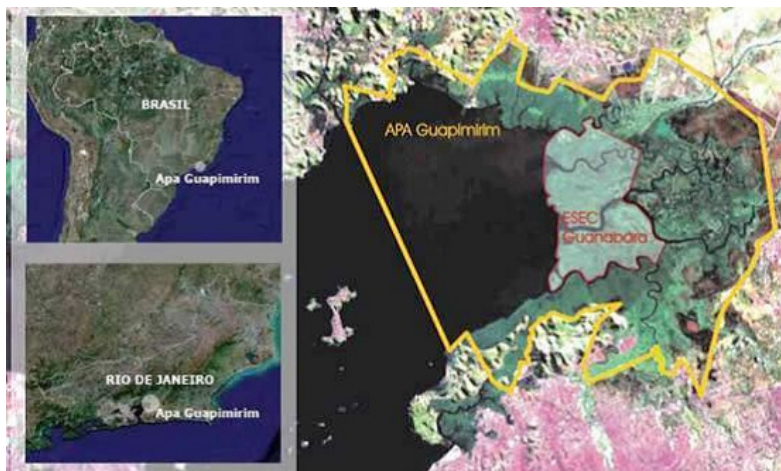 BRASIL
Apa Guapimirim
RIO DE JANEIRO
Apa Guapimirim
APA Guapimirim
ESEC
Guanabara